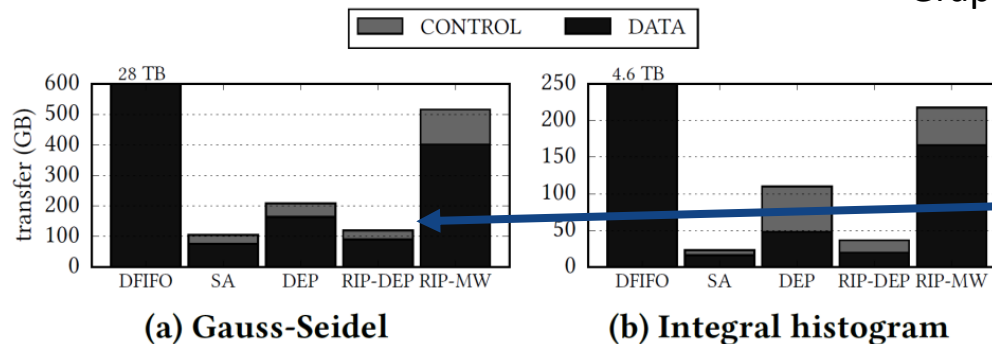 CONTROL DATA
28 TB
600
500
400
300
200
100
0
transfer (GB)
DFIFO SA DEP RIP-DEP RIP-MW
(a) Gauss-Seidel
4.6 TB
250
200
150
100
50
0
DFIFO SA DEP RIP-DEP RIP-MW
(b) Integral histogram